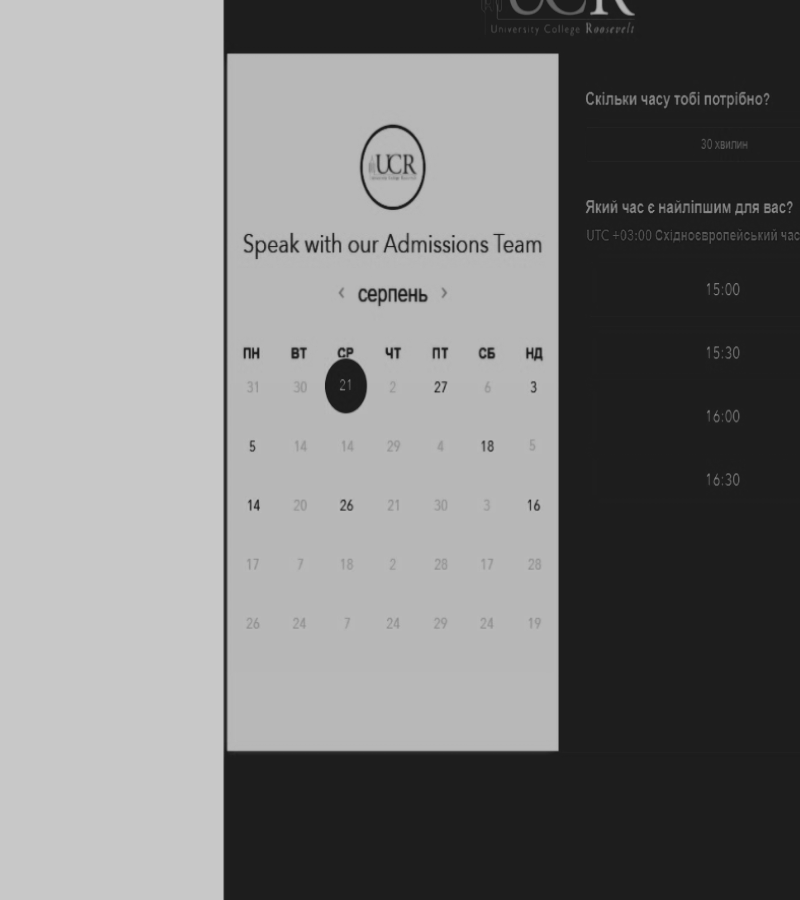 UCR
University College Roosevelt
UCR
Speak with our Admissions Team
‹ серпень ›
ПН ВТ СР ЧТ ПТ СБ НД
31 30 21 2 27 6 3
5 14 14 29 4 18 5
14 20 26 21 30 3 16
17 7 18 2 28 17 28
26 24 7 24 29 24 19
Скільки часу тобі потрібно?
30 хвилин
Який час є найліпшим для вас?
UTC +03:00 Східноєвропейський час
15:00
15:30
16:00
16:30